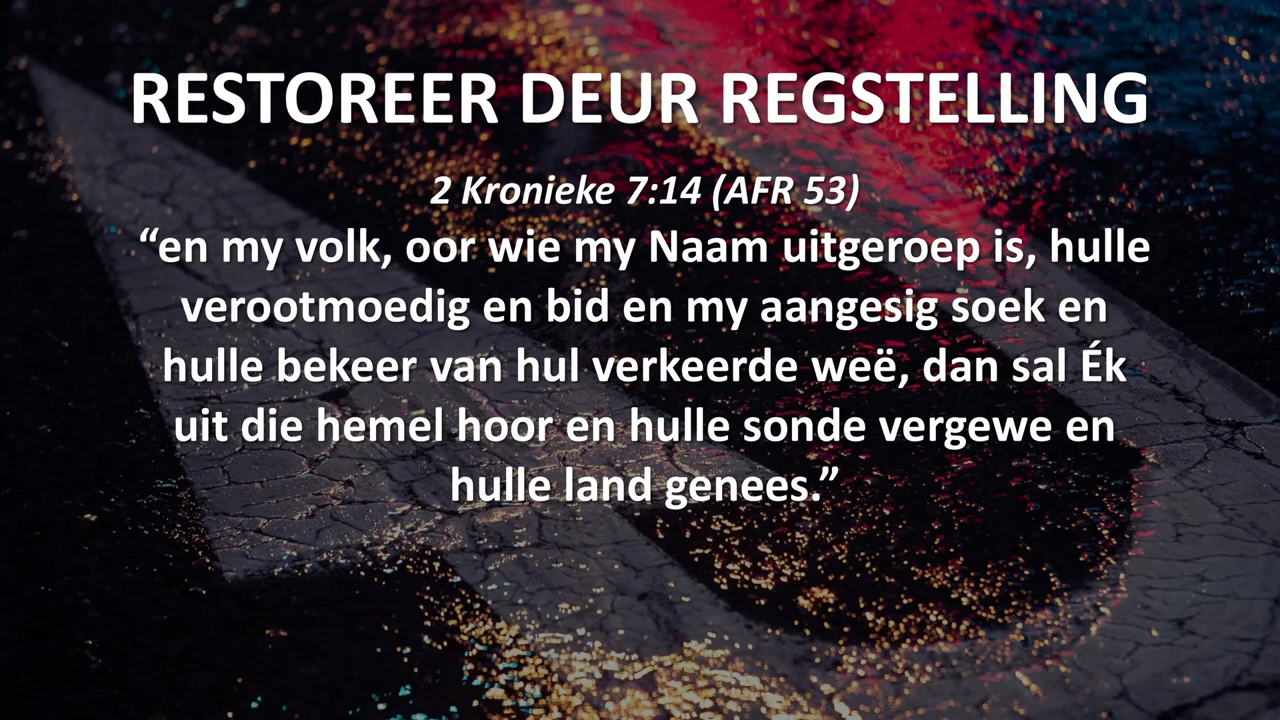 RESTOREER DEUR REGSTELLING
2 Kronieke 7:14 (AFR 53)
“en my volk, oor wie my Naam uitgeroep is, hulle
verootmoedig en bid en my aangesig soek en
hulle bekeer van hul verkeerde weë, dan sal Ék
uit die hemel hoor en hulle sonde vergewe en
hulle land genees.”